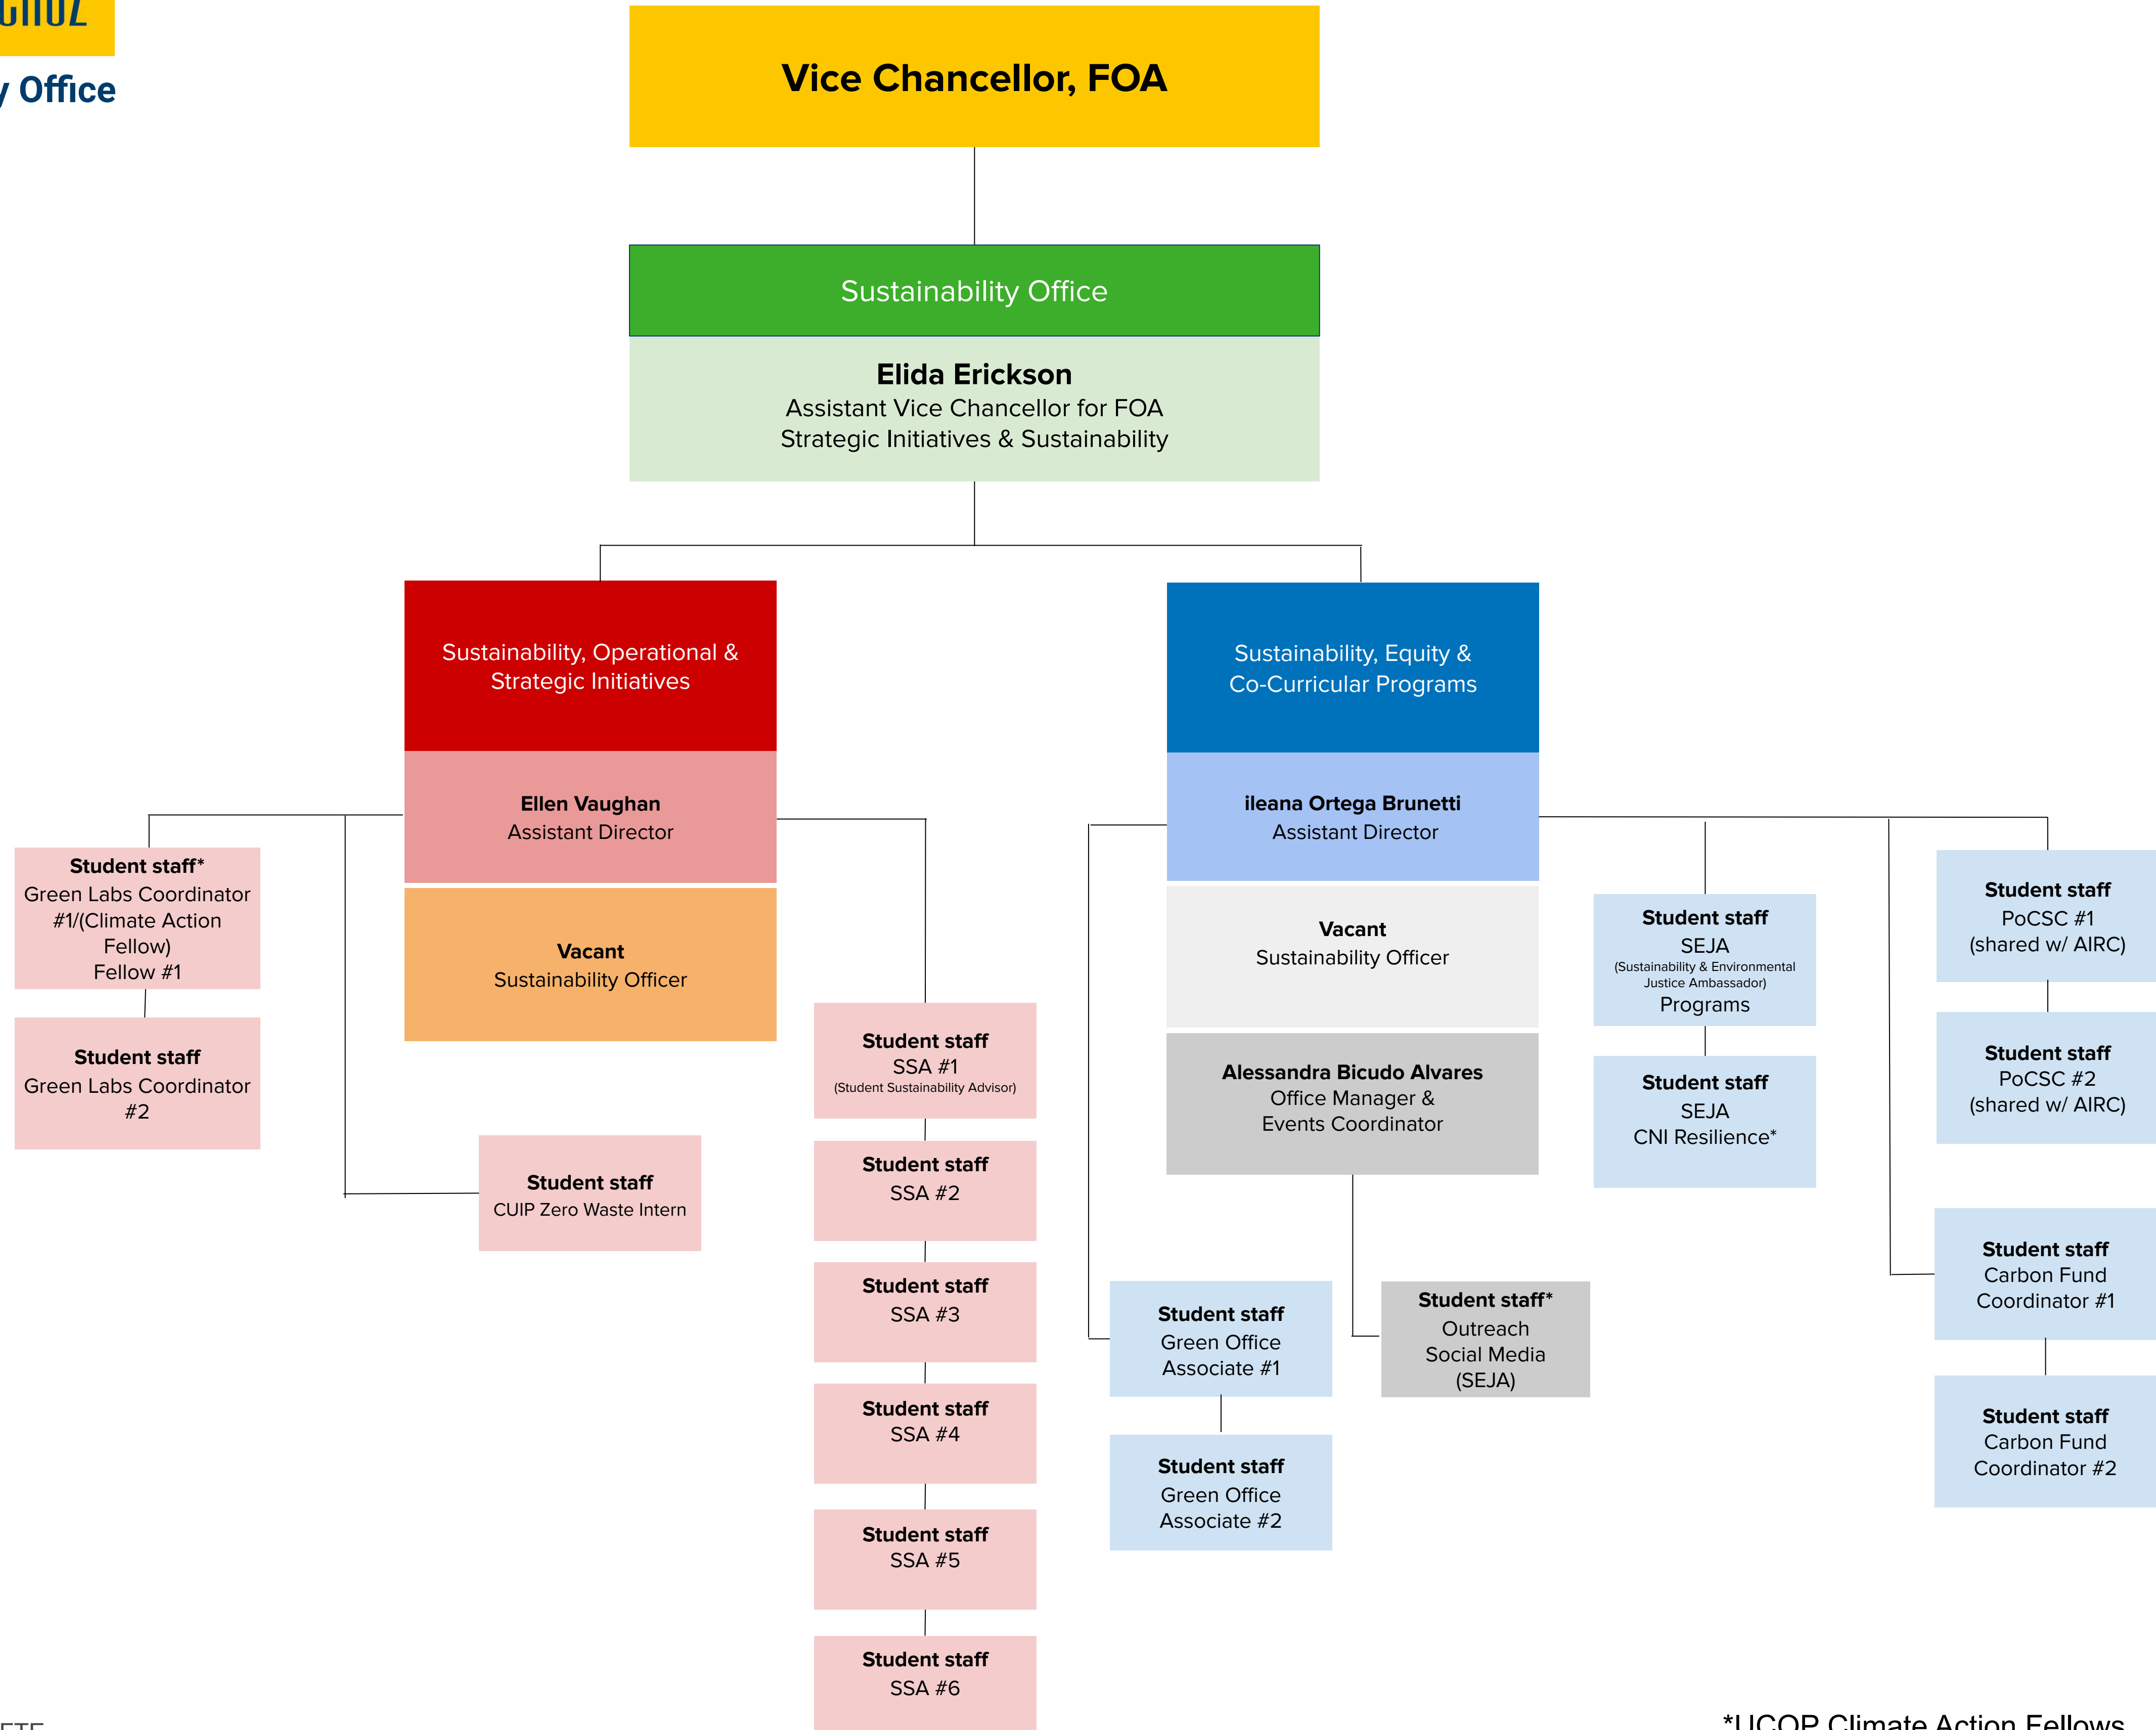 Office
Vice Chancellor, FOA
Sustainability Office
Elida Erickson
Assistant Vice Chancellor for FOA
Strategic Initiatives & Sustainability
Sustainability, Operational &
Strategic Initiatives
Ellen Vaughan
Assistant Director
Vacant
Sustainability Officer
Student staff*
Green Labs Coordinator
#1/(Climate Action
Fellow)
Fellow #1
Student staff
Green Labs Coordinator
#2
Student staff
CUIP Zero Waste Intern
Student staff
SSA #1
(Student Sustainability Advisor)
Student staff
SSA #2
Student staff
SSA #3
Student staff
SSA #4
Student staff
SSA #5
Student staff
SSA #6
Sustainability, Equity &
Co-Curricular Programs
ileana Ortega Brunetti
Assistant Director
Vacant
Sustainability Officer
Alessandra Bicudo Alvares
Office Manager &
Events Coordinator
Student staff
Green Office
Associate #1
Student staff
Green Office
Associate #2
Student staff*
Outreach
Social Media
(SEJA)
Student staff
SEJA
(Sustainability & Environmental
Justice Ambassador)
Programs
Student staff
SEJA
CNI Resilience*
Student staff
PoCSC #1
(shared w/ AIRC)
Student staff
PoCSC #2
(shared w/ AIRC)
Student staff
Carbon Fund
Coordinator #1
Student staff
Carbon Fund
Coordinator #2
*UCOP Climate Action Fellows